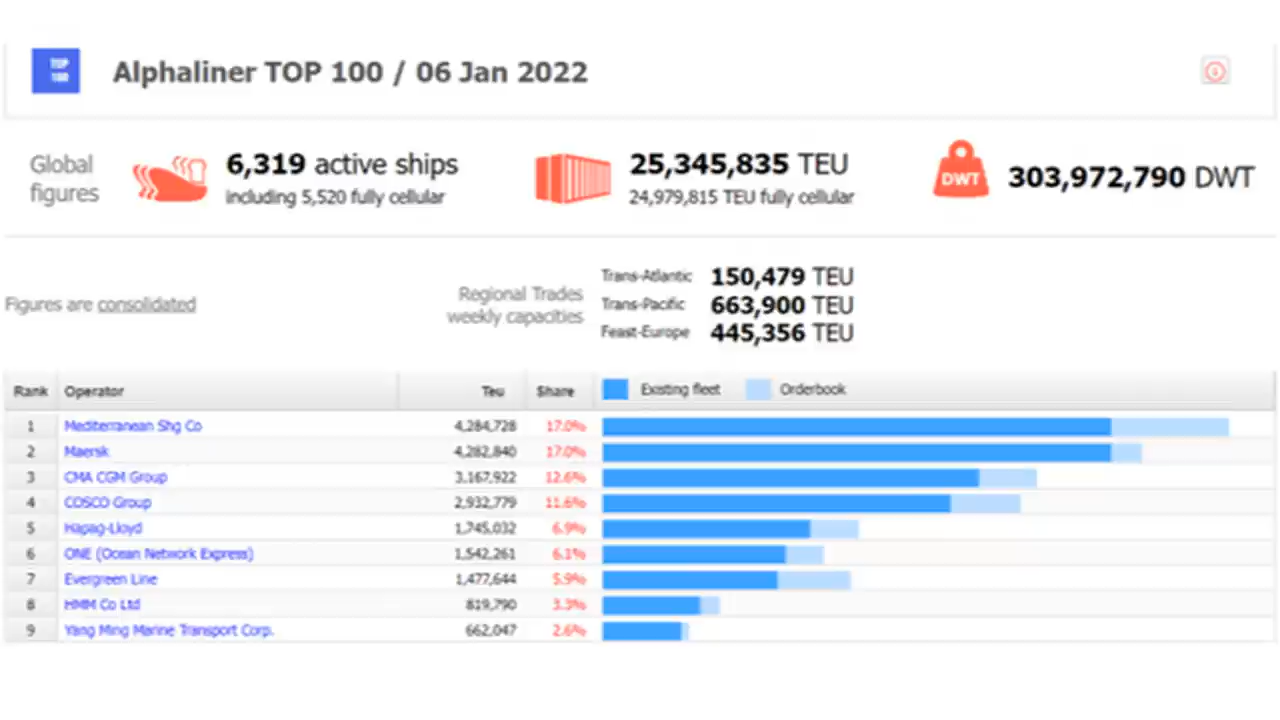 TOP
100
Alphaliner TOP 100 / 06 Jan 2022
Global
figures
6,319 active ships
including 5,520 fully cellular
25,345,835 TEU
24,979,815 TEU fully cellular
DWT
303,972,790 DWT
Figures are consolidated
Regional Trades
weekly capacities
Trans-Atlantic 150,479 TEU
Trans-Pacific 663,900 TEU
Feast-Europe 445,356 TEU
Rank Operator Teu Share Existing fleet Orderbook
1 Mediterranean Shg Co 4,284,728 17.0%
2 Maersk 4,282,840 17.0%
3 CMA CGM Group 3,167,922 12.6%
4 COSCO Group 2,932,779 11.6%
5 Hapag-Lloyd 1,745,032 6.9%
6 ONE (Ocean Network Express) 1,542,261 6.1%
7 Evergreen Line 1,477,644 5.9%
8 HMM Co Ltd 819,790 3.3%
9 Yang Ming Marine Transport Corp. 662,047 2.6%